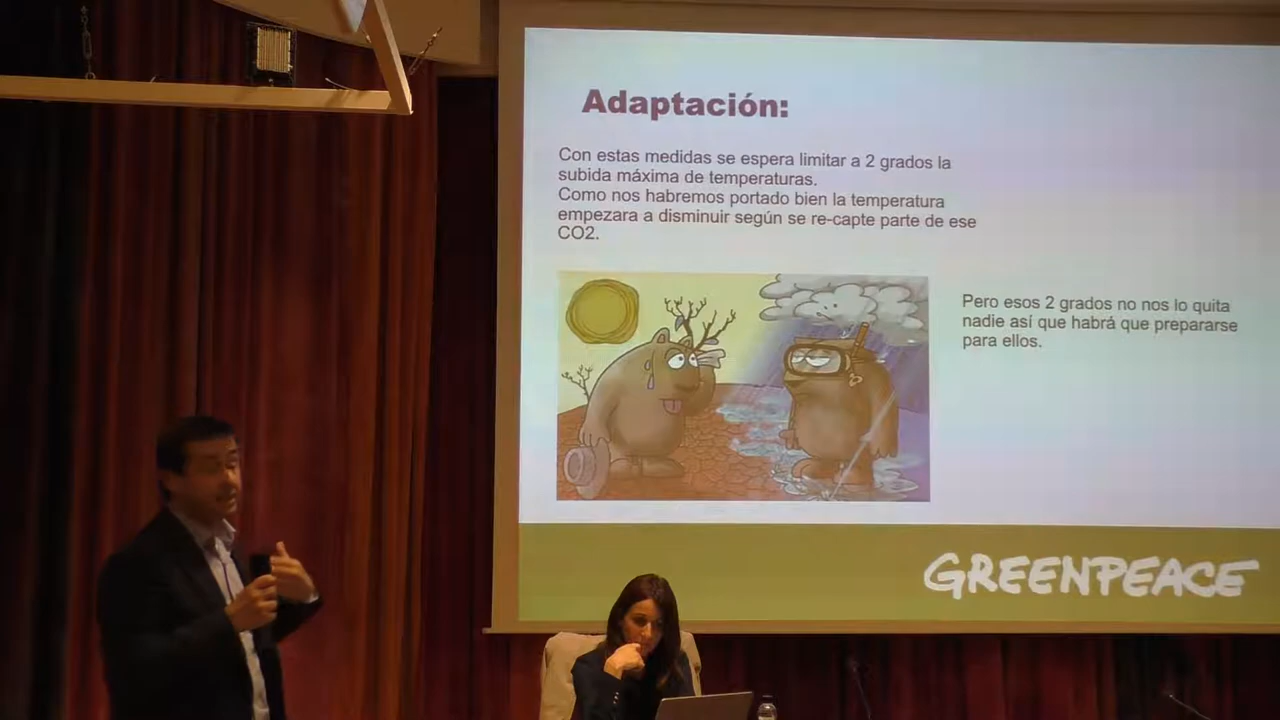 Adaptación:
Con estas medidas se espera limitar a 2 grados la
subida máxima de temperaturas.
Como nos habremos portado bien la temperatura
empezara a disminuir según se re-capte parte de ese
CO2.
Pero esos 2 grados no nos lo quita
nadie así que habrá que prepararse
para ellos.
GREENPEACE